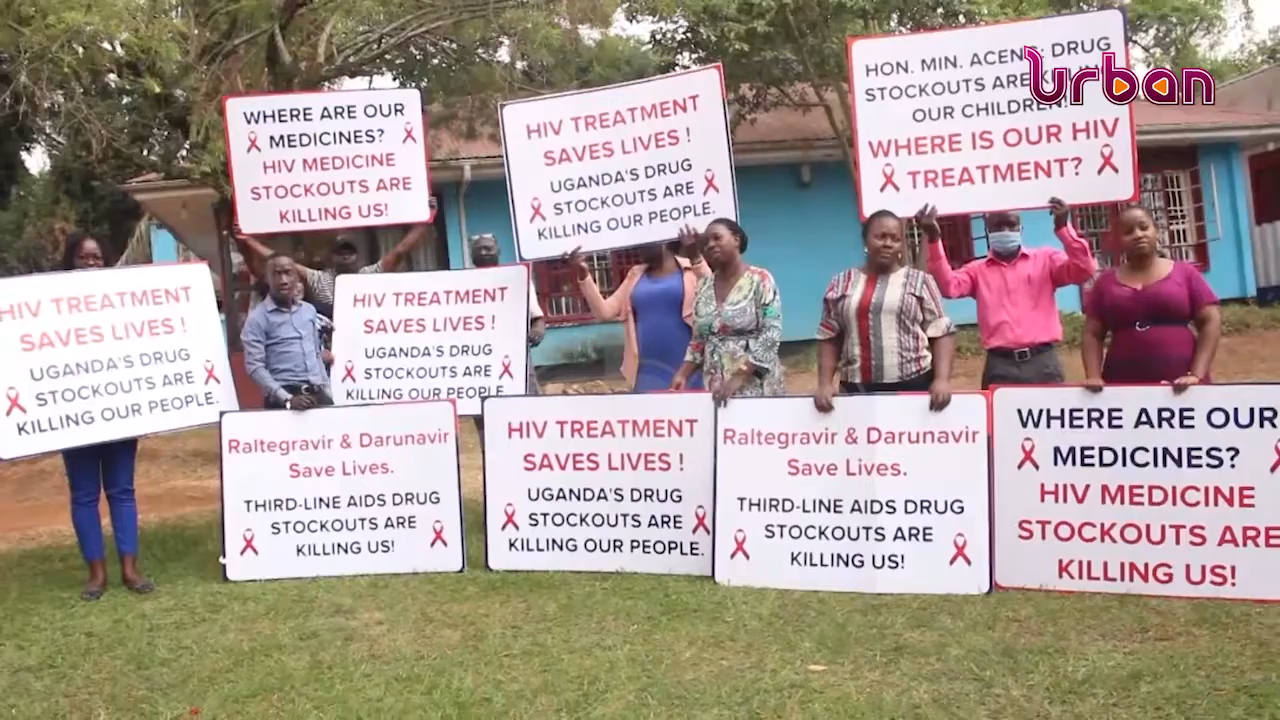 urban
HON. MIN. ACENG: DRUG
STOCKOUTS ARE
OUR CHILDREN!
WHERE IS OUR HIV
TREATMENT?
WHERE ARE OUR
MEDICINES?
HIV MEDICINE
STOCKOUTS ARE
KILLING US!
HIV TREATMENT
SAVES LIVES !
UGANDA'S DRUG
STOCKOUTS ARE
KILLING OUR PEOPLE.
HIV TREATMENT
SAVES LIVES !
UGANDA'S DRUG
STOCKOUTS ARE
KILLING OUR PEOPLE.
HIV TREATMENT
SAVES LIVES !
UGANDA'S DRUG
STOCKOUTS ARE
KILLING OUR PEOPLE
Raltegravir & Darunavir
Save Lives.
THIRD-LINE AIDS DRUG
STOCKOUTS ARE
KILLING US!
HIV TREATMENT
SAVES LIVES !
UGANDA'S DRUG
STOCKOUTS ARE
KILLING OUR PEOPLE.
Raltegravir & Darunavir
Save Lives.
THIRD-LINE AIDS DRUG
STOCKOUTS ARE
KILLING US!
WHERE ARE OUR
MEDICINES?
HIV MEDICINE
STOCKOUTS ARE
KILLING US!